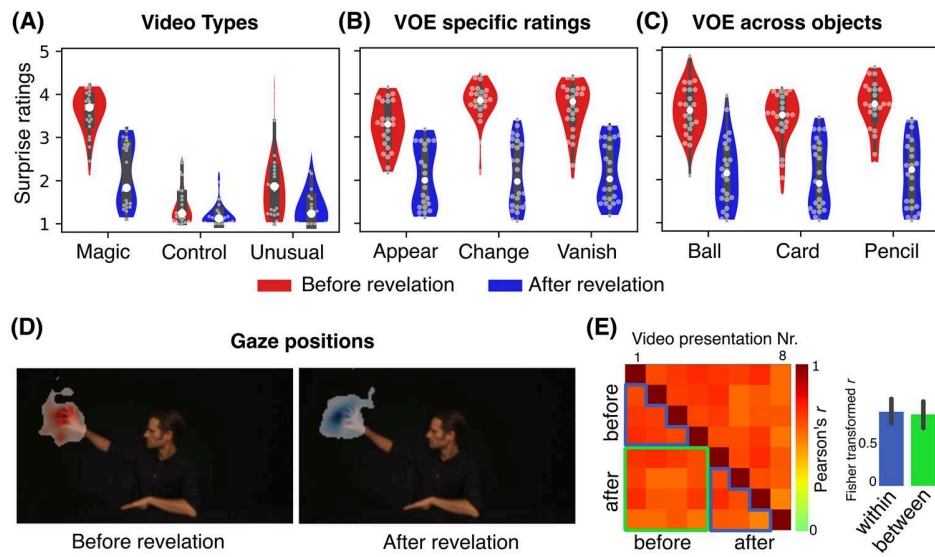 (A) Video Types
(B) VOE specific ratings
(C) VOE across objects
Surprise ratings
5
4
3
2
1
Magic Control Unusual
Appear Change Vanish
Ball Card Pencil
Before revelation After revelation
(D) Gaze positions
Before revelation After revelation
(E) Video presentation Nr.
1 8
before
after
before after
1
Pearson's r
0
Fisher transformed r
0.5
0
within
between